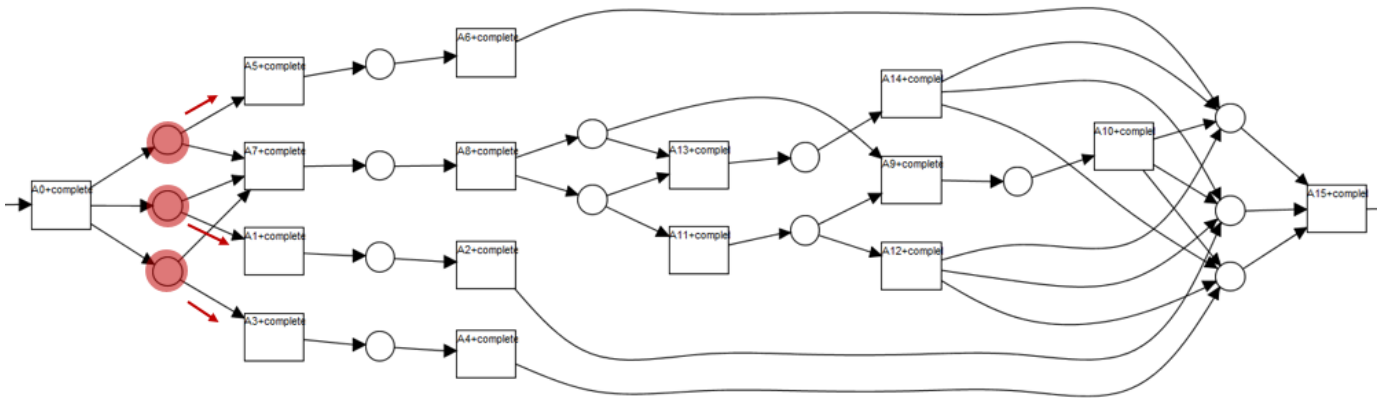 A6+complete
A5+complete
A14+complet
A10+complet
A7+complete
A8+complete
A13+complet
A9+complete
A0+complete
A15+complet
A1+complete
A11+complet
A2+complete
A12+complet
A3+complete
A4+complete